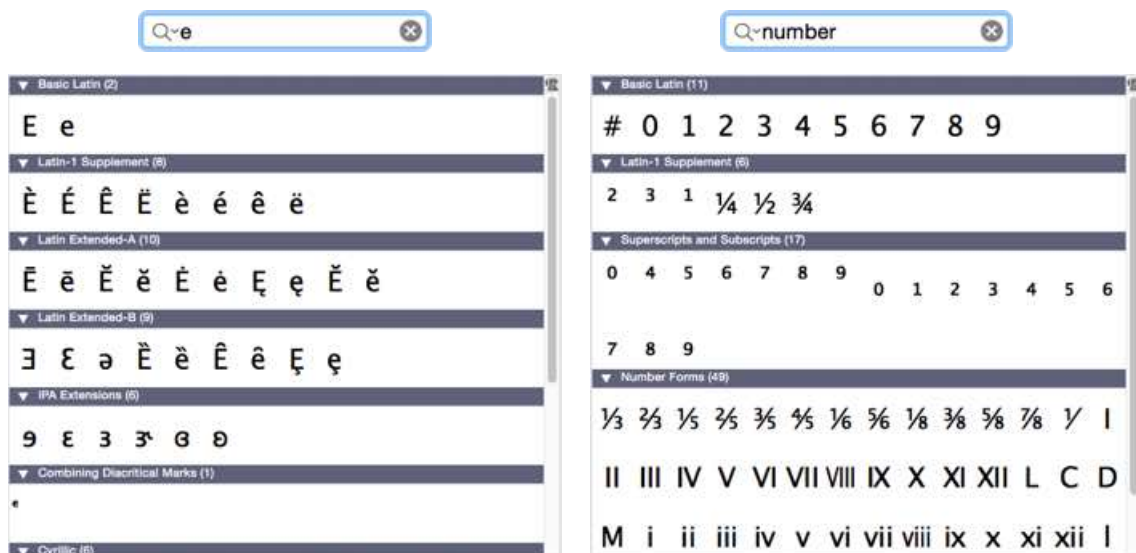 e
Basic Latin (2)
E e
Latin-1 Supplement (8)
È É Ê Ë è é ê ë
Latin Extended-A (10)
Ē ē Ĕ ĕ Ė ė Ę ę Ě ě
Latin Extended-B (9)
Ǝ Ɛ ǝ Ȅ ȅ Ȇ ȇ Ȩ ȩ
IPA Extensions (6)
ɘ ɛ ɜ ɝ ɞ ʚ
Combining Diacritical Marks (1)
ͤ
Cyrillic (6)
number
Basic Latin (11)
# 0 1 2 3 4 5 6 7 8 9
Latin-1 Supplement (6)
² ³ ¹ ¼ ½ ¾
Superscripts and Subscripts (17)
⁰ ⁴ ⁵ ⁶ ⁷ ⁸ ⁹ ₀ ₁ ₂ ₃ ₄ ₅ ₆
₇ ₈ ₉
Number Forms (49)
⅓ ⅔ ⅕ ⅖ ⅗ ⅘ ⅙ ⅚ ⅛ ⅜ ⅝ ⅞ ⅟ Ⅰ
Ⅱ Ⅲ Ⅳ Ⅴ Ⅵ Ⅶ Ⅷ Ⅸ Ⅹ Ⅺ Ⅻ Ⅼ Ⅽ Ⅾ
Ⅿ ⅰ ⅱ ⅲ ⅳ ⅴ ⅵ ⅶ ⅷ ⅸ ⅹ ⅺ ⅻ ⅼ